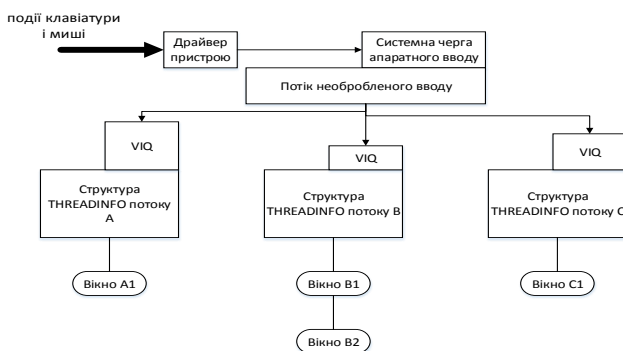 події клавіатури
і миші
Драйвер
пристрою
Системна черга
апаратного вводу
Потік необробленого вводу
VIQ
VIQ
VIQ
Структура
THREADINFO потоку
A
Структура
THREADINFO потоку B
Структура
THREADINFO потоку C
Вікно A1
Вікно B1
Вікно C1
Вікно B2